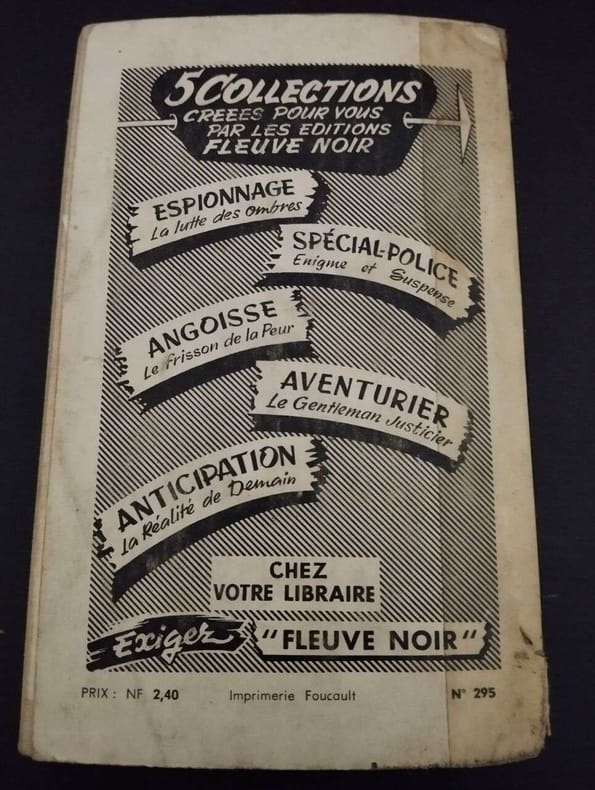 5 COLLECTIONS
CREEES POUR VOUS
PAR LES EDITIONS
FLEUVE NOIR
ESPIONNAGE
La lutte des ombres
SPÉCIAL-POLICE
Enigme et Suspense
ANGOISSE
Le frisson de la Peur
AVENTURIER
Le Gentleman Justicier
ANTICIPATION
La Réalité de Demain
CHEZ
VOTRE LIBRAIRE
Exigez "FLEUVE NOIR"
PRIX : NF 2,40 Imprimerie Foucault N° 295